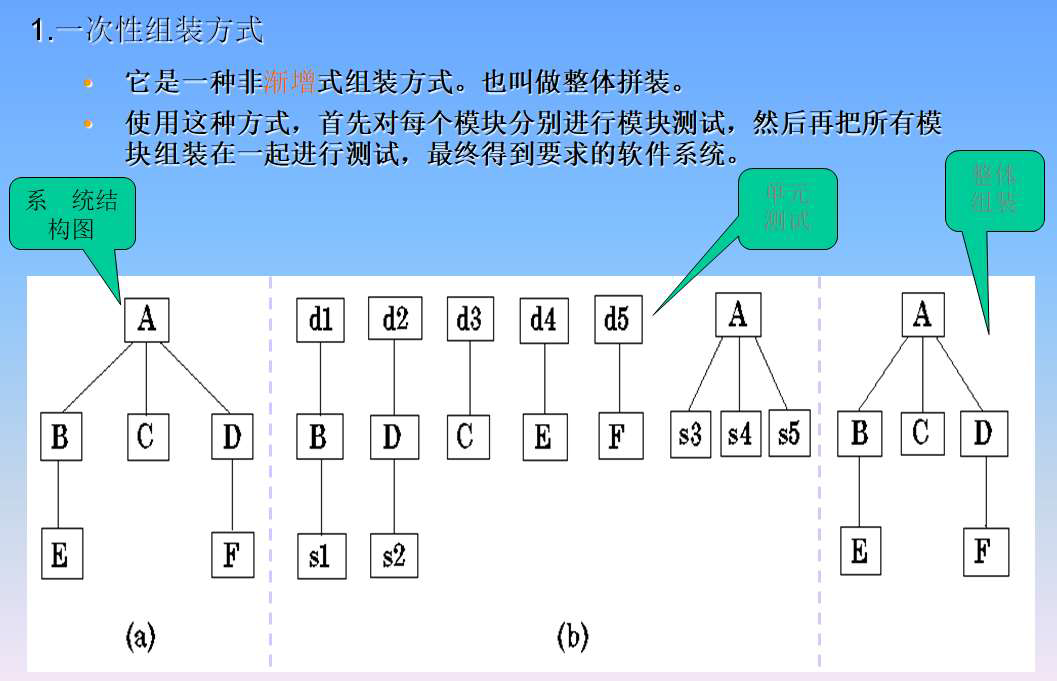 1.一次性组装方式
• 它是一种非渐增式组装方式。也叫做整体拼装。
• 使用这种方式，首先对每个模块分别进行模块测试，然后再把所有模
块组装在一起进行测试，最终得到要求的软件系统。
系 统结
构图
单元
测试
整体
组装
A
B C D
E F
(a)
d1 d2 d3 d4 d5 A
B D C E F s3 s4 s5
s1 s2
(b)
A
B C D
E F